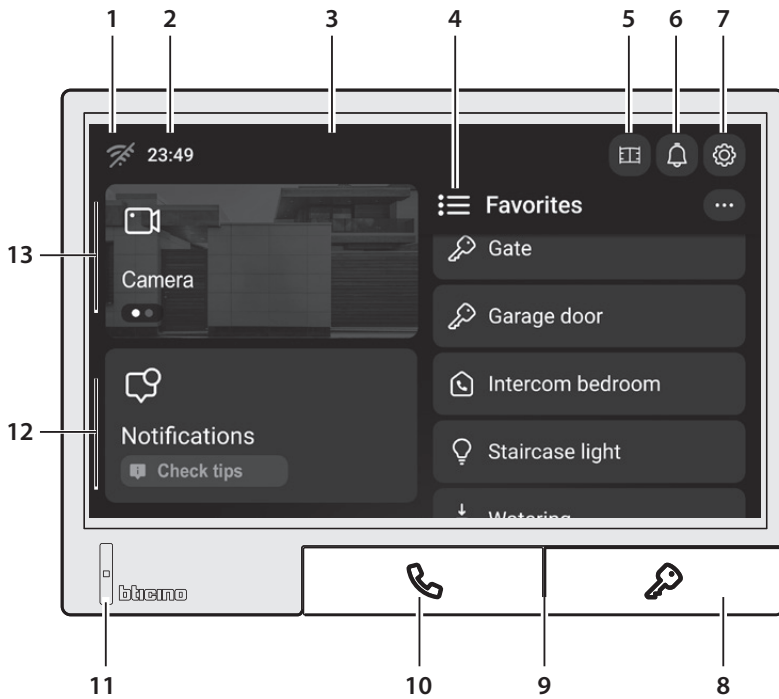 1 2 3 4 5 6 7
23:49
Favorites
Gate
13
Camera
Garage door
Intercom bedroom
12
Notifications
Check tips
Staircase light
bticino
11 10 9 8